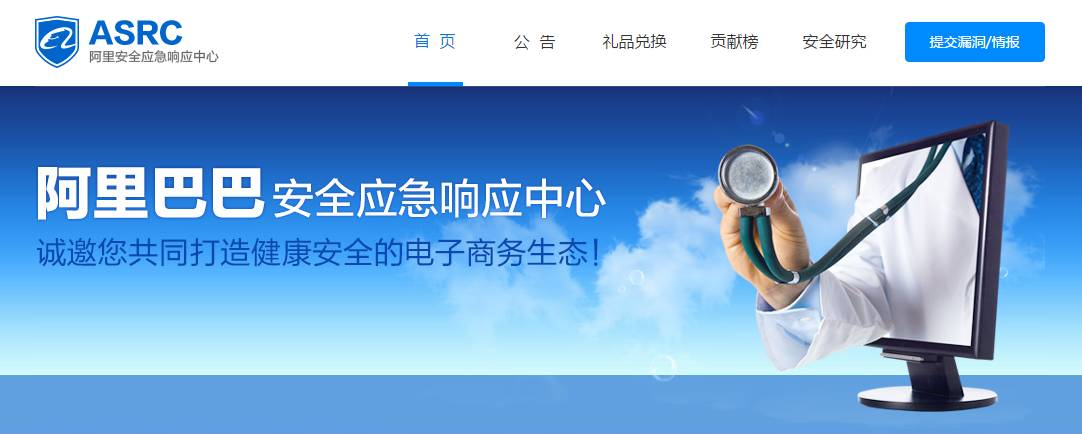 ASRC
阿里安全应急响应中心
首 页
公 告
礼品兑换
贡献榜
安全研究
提交漏洞/情报
阿里巴巴安全应急响应中心
诚邀您共同打造健康安全的电子商务生态！